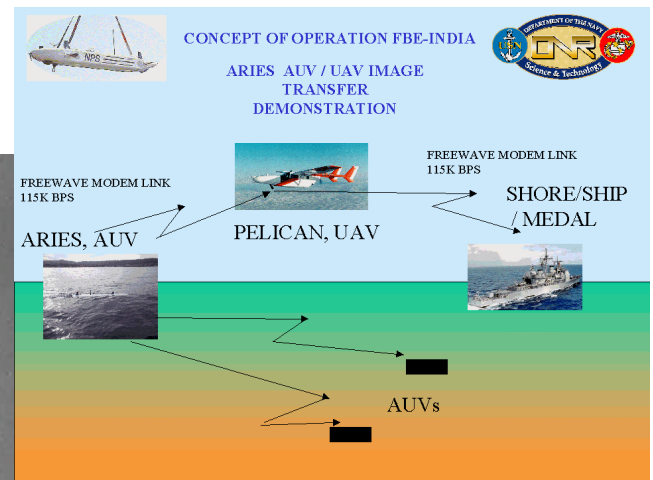 CONCEPT OF OPERATION FBE-INDIA
ARIES AUV / UAV IMAGE
TRANSFER
DEMONSTRATION
NPS
DEPARTMENT OF THE NAVY
ONR
Science & Technology
FREEWAVE MODEM LINK
115K BPS
FREEWAVE MODEM LINK
115K BPS
ARIES, AUV
PELICAN, UAV
SHORE/SHIP
/ MEDAL
AUVs